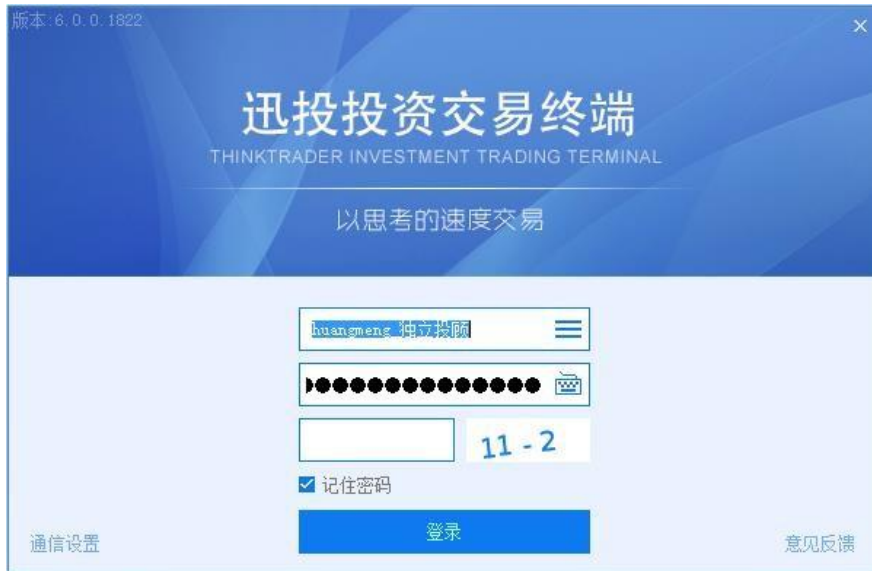 版本:6.0.0.1822
迅投投资交易终端
THINKTRADER INVESTMENT TRADING TERMINAL
以思考的速度交易
huangmeng 独立投顾
11 - 2
记住密码
登录
通信设置
意见反馈